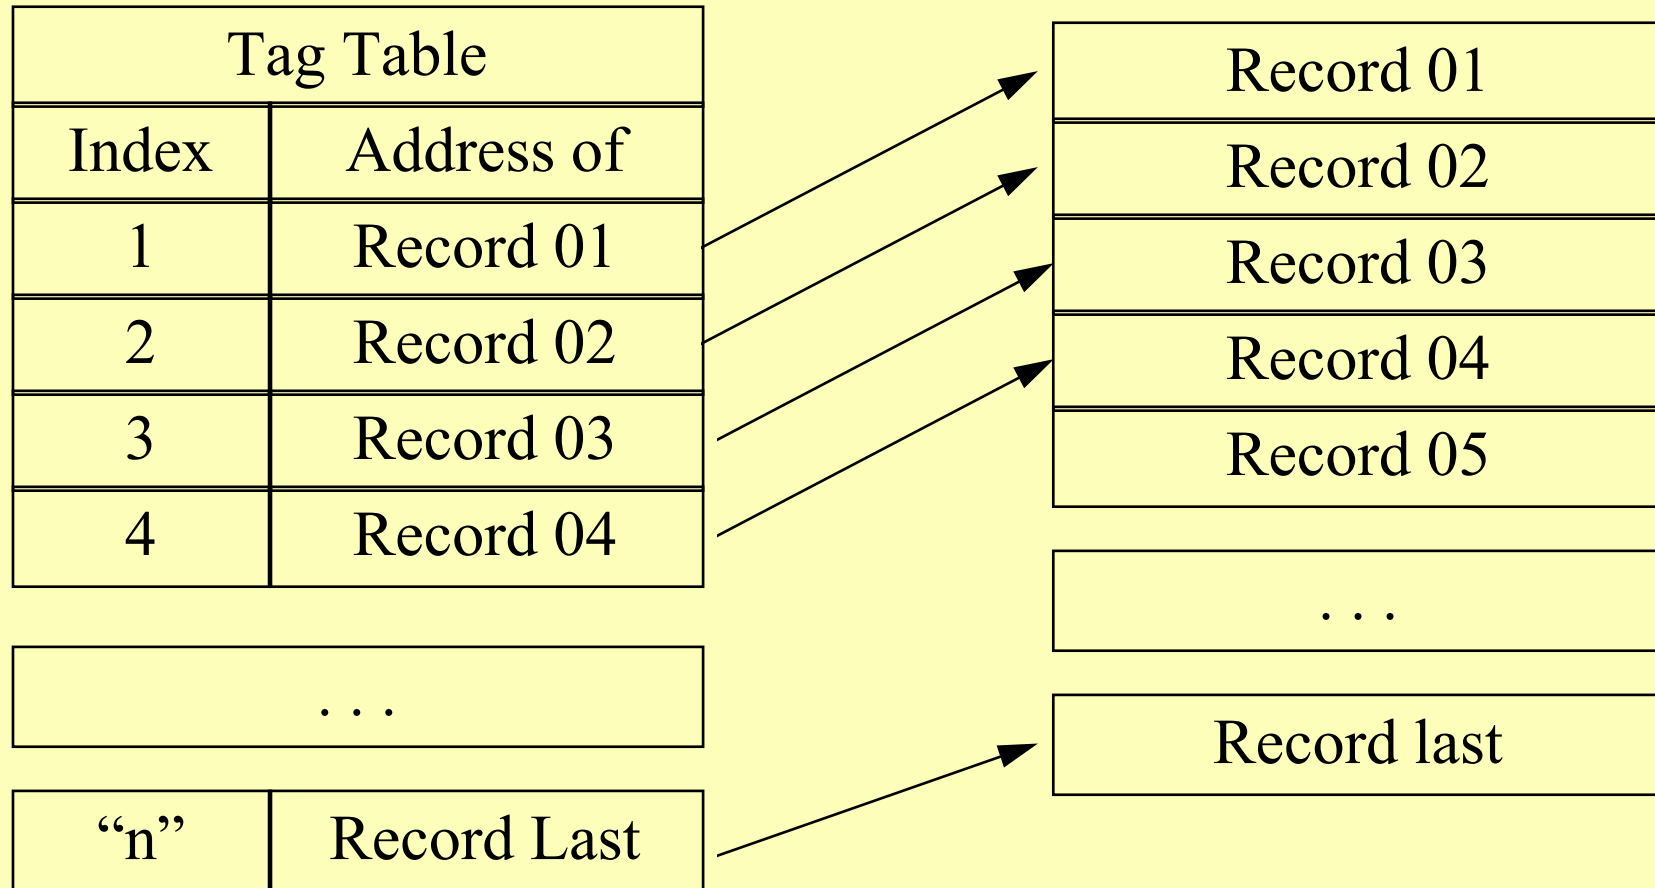 Tag Table
Index Address of
1 Record 01
2 Record 02
3 Record 03
4 Record 04
. . .
“n” Record Last
Record 01
Record 02
Record 03
Record 04
Record 05
. . .
Record last